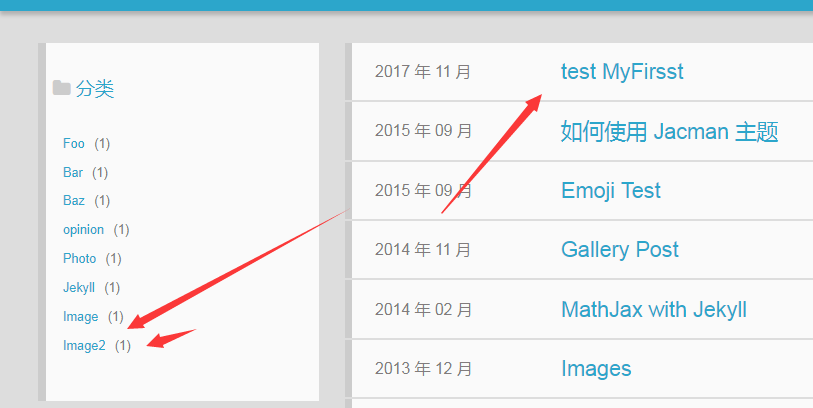 分类
Foo (1)
Bar (1)
Baz (1)
opinion (1)
Photo (1)
Jekyll (1)
Image (1)
Image2 (1)
2017 年 11 月 test MyFirsst
2015 年 09 月 如何使用 Jacman 主题
2015 年 09 月 Emoji Test
2014 年 11 月 Gallery Post
2014 年 02 月 MathJax with Jekyll
2013 年 12 月 Images